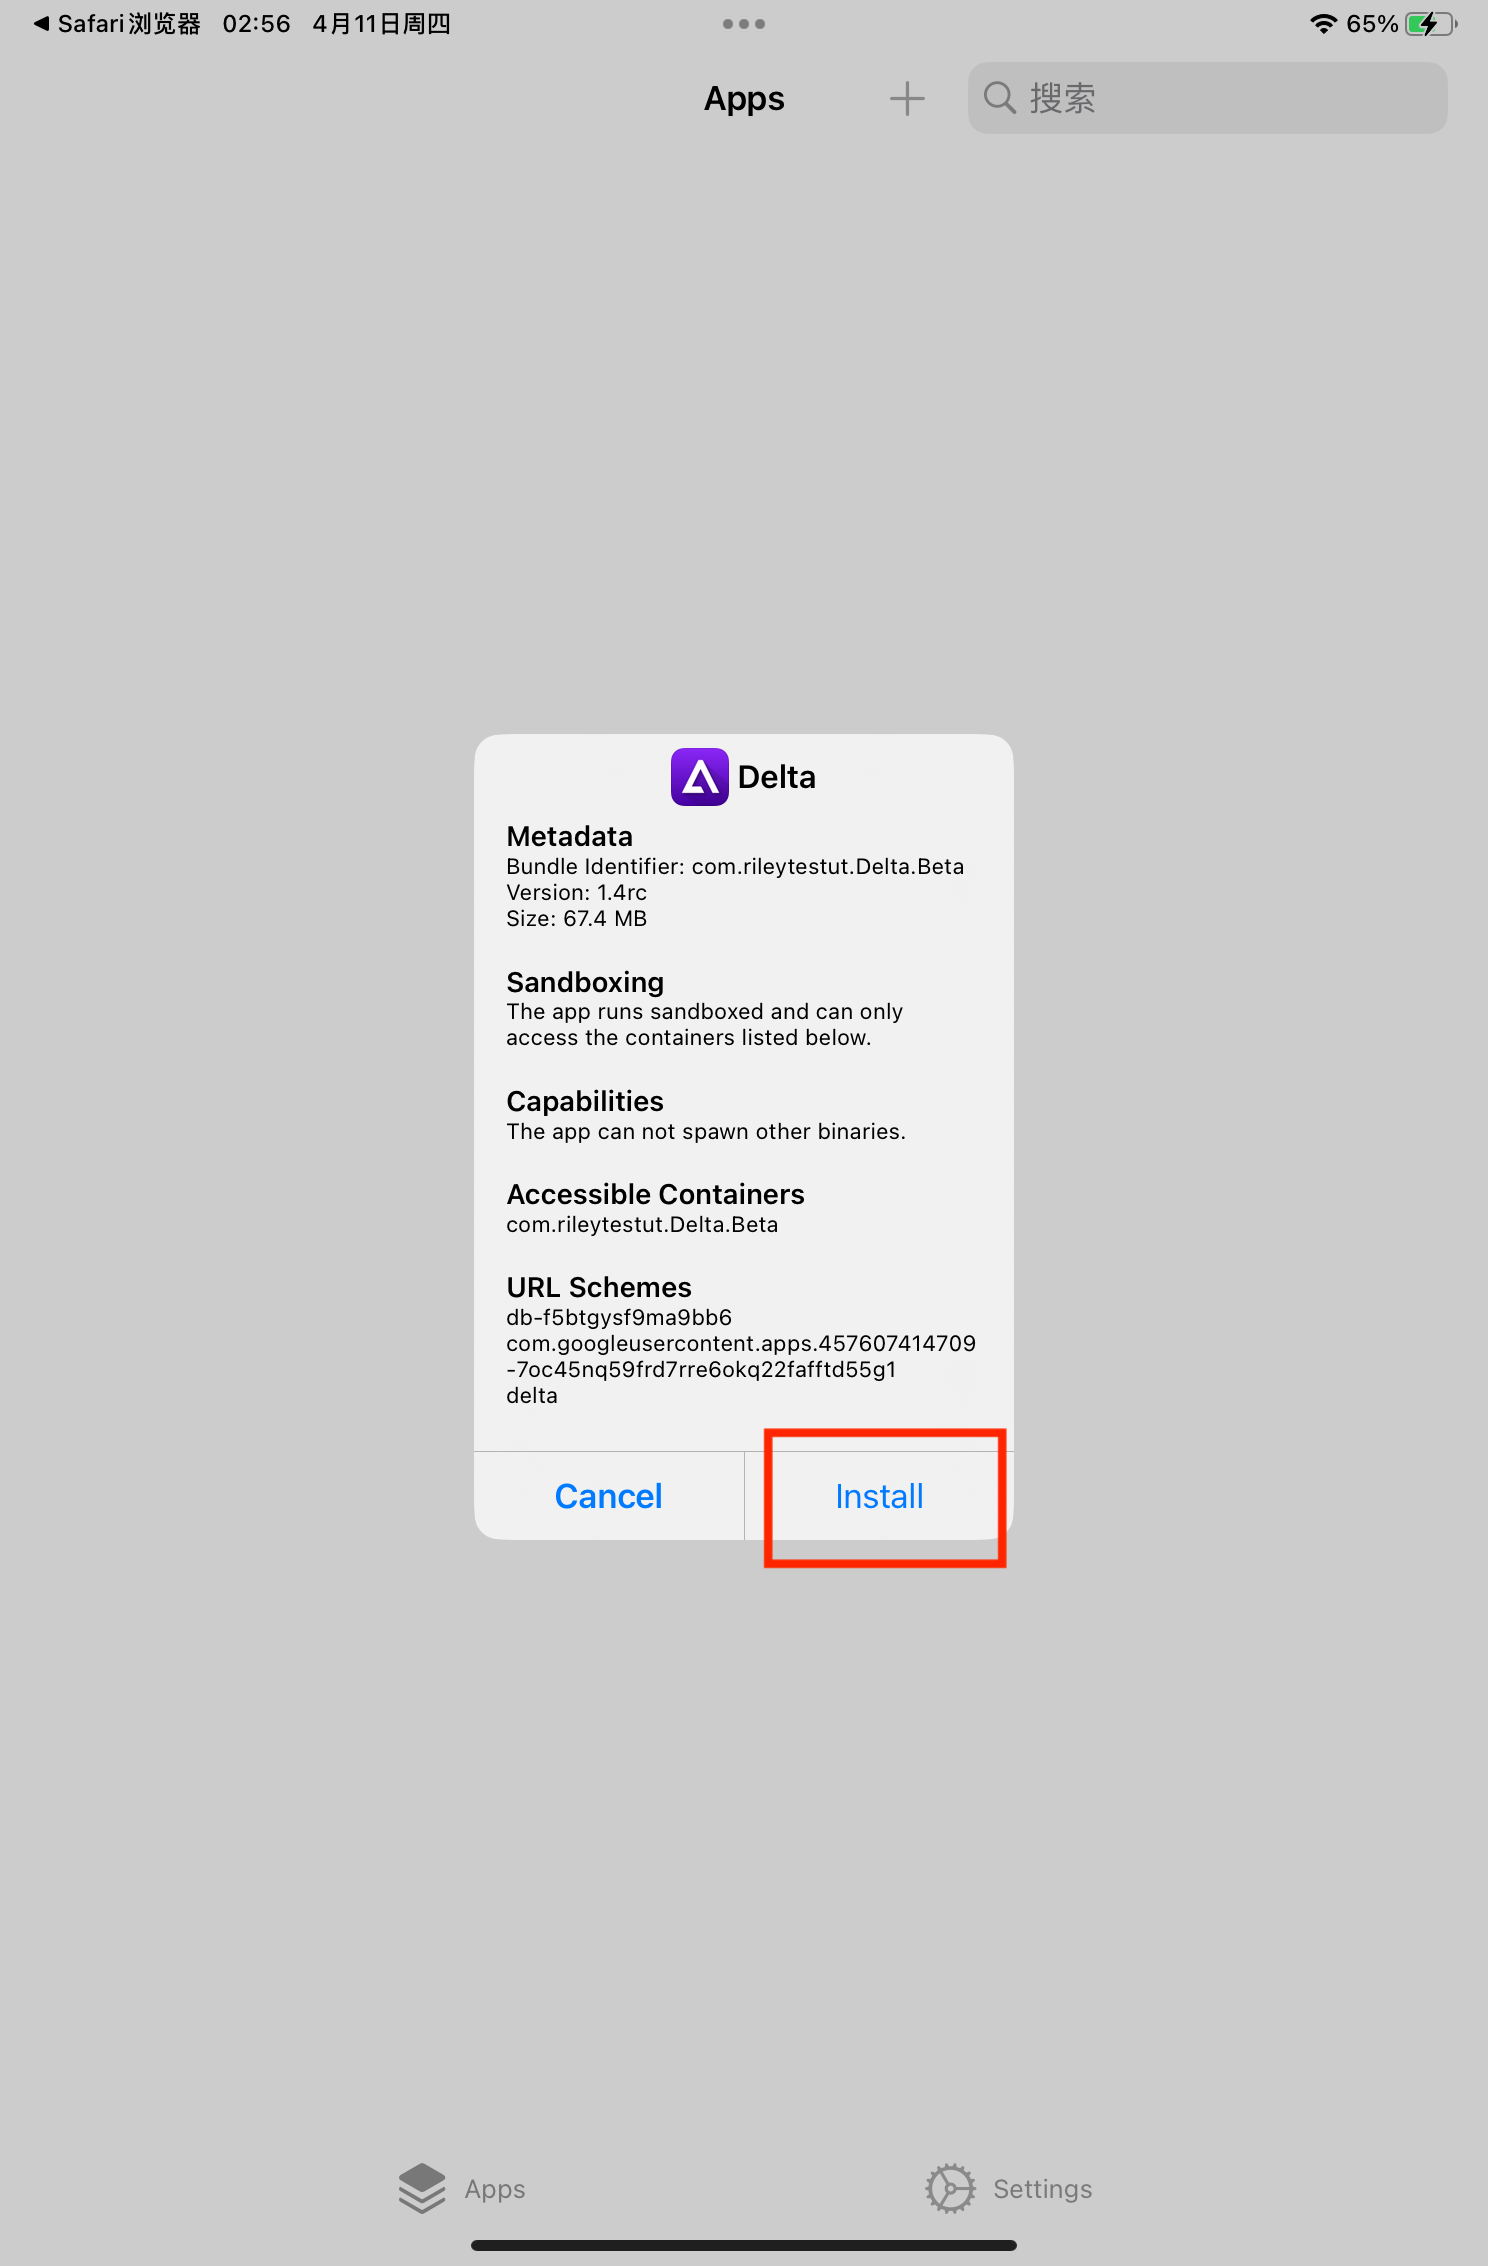 Safari浏览器 02:56 4月11日周四
65%
Apps
搜索
Delta
Metadata
Bundle Identifier: com.rileytestut.Delta.Beta
Version: 1.4rc
Size: 67.4 MB
Sandboxing
The app runs sandboxed and can only
access the containers listed below.
Capabilities
The app can not spawn other binaries.
Accessible Containers
com.rileytestut.Delta.Beta
URL Schemes
db-f5btgysf9ma9bb6
com.googleusercontent.apps.457607414709
-7oc45nq59frd7rre6okq22fafftd55g1
delta
Cancel
Install
Apps
Settings